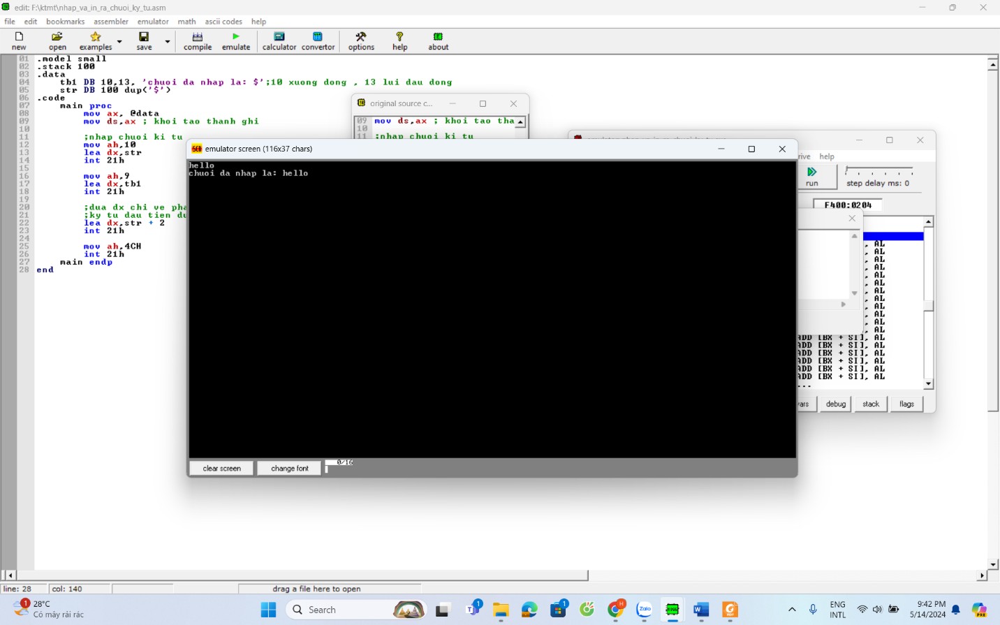 edit: F:\ktmt\nhap_va_in_ra_chuoi_ky_tu.asm
file edit bookmarks assembler emulator math ascii codes help
new open examples save compile emulate calculator convertor options help about
01 .model small
02 .stack 100
03 .data
04 tb1 DB 10,13, 'chuoi da nhap la: $';10 xuong dong , 13 lui dau dong
05 str DB 100 dup('$')
06 .code
07 main proc
08 mov ax, @data
09 mov ds,ax ; khoi tao thanh ghi
10
11 ;nhap chuoi ki tu
12 mov ah,10
13 lea dx,str
14 int 21h
15
16 mov ah,9
17 lea dx,tb1
18 int 21h
19
20 ;dua dx chi ve pha
21 ;ky tu dau tien du
22 lea dx,str + 2
23 int 21h
24
25 mov ah,4CH
26 int 21h
27 main endp
28 end
original source c...
09 mov ds,ax ; khoi tao tha
10
11 ;nhap chuoi ki tu
emulator screen (116x37 chars)
hello
chuoi da nhap la: hello
clear screen change font 0/16
rive help
run step delay ms: 0
F400:0204
, AL
, AL
, AL
, AL
, AL
, AL
, AL
, AL
, AL
, AL
, AL
, AL
ADD [BX + SI], AL
ADD [BX + SI], AL
ADD [BX + SI], AL
ADD [BX + SI], AL
ADD [BX + SI], AL
ADD [BX + SI], AL
...
vars debug stack flags
line: 28 col: 140 drag a file here to open
1 28°C
Có mây rải rác
Search
1
1
H
Zalo
W
ENG
INTL
9:42 PM
5/14/2024
PRE